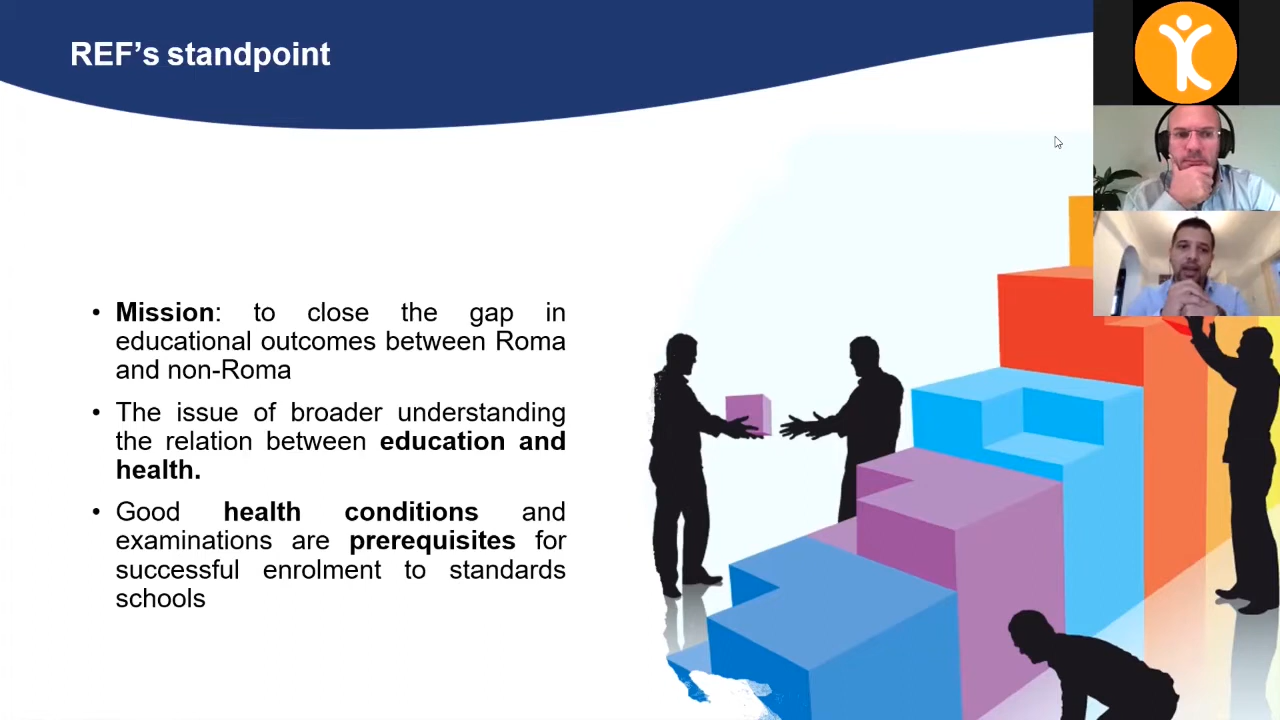 REF's standpoint
• Mission: to close the gap in
educational outcomes between Roma
and non-Roma
• The issue of broader understanding
the relation between education and
health.
• Good health conditions and
examinations are prerequisites for
successful enrolment to standards
schools